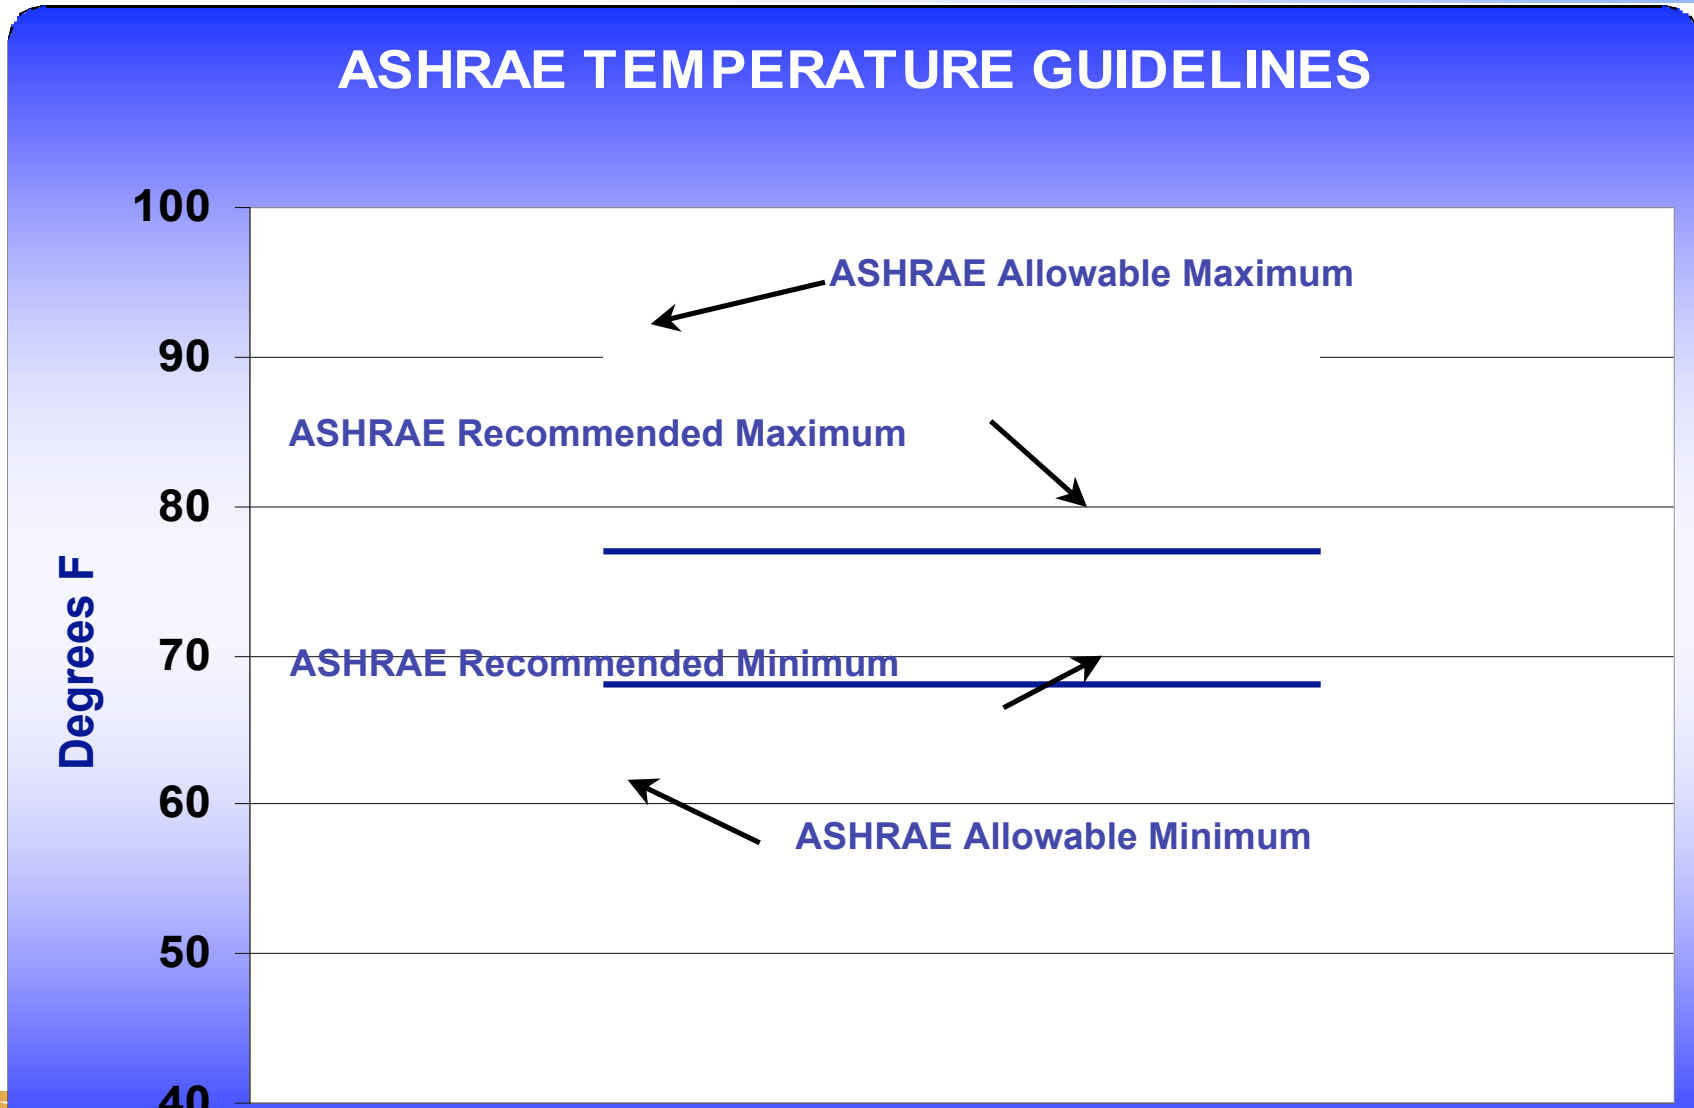 ASHRAE TEMPERATURE GUIDELINES
100
ASHRAE Allowable Maximum
90
ASHRAE Recommended Maximum
80
Degrees F
70
ASHRAE Recommended Minimum
60
ASHRAE Allowable Minimum
50
40